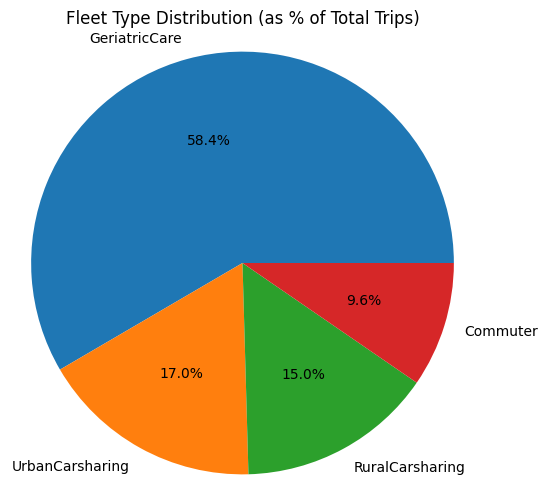 Fleet Type Distribution (as % of Total Trips)
GeriatricCare
58.4%
9.6%
Commuter
17.0%
15.0%
UrbanCarsharing
RuralCarsharing